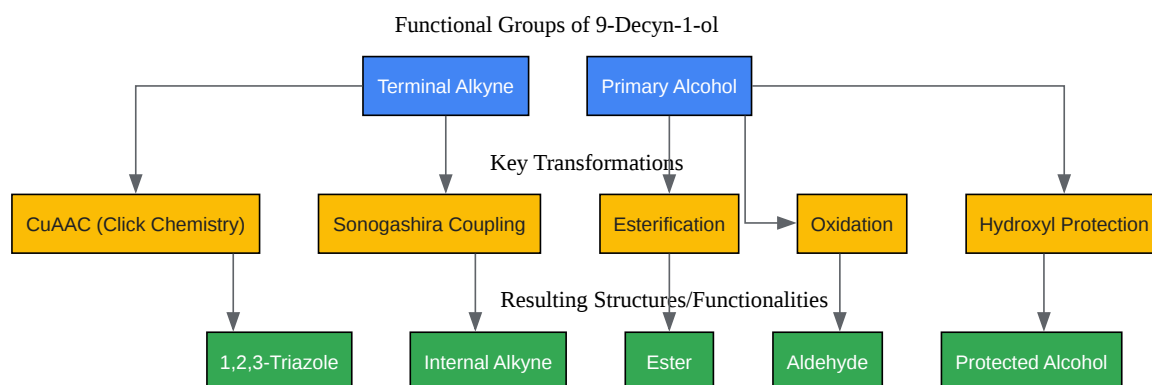 Functional Groups of 9-Decyn-1-ol
Terminal Alkyne
Primary Alcohol
Key Transformations
CuAAC (Click Chemistry)
Sonogashira Coupling
Esterification
Oxidation
Hydroxyl Protection
Resulting Structures/Functionalities
1,2,3-Triazole
Internal Alkyne
Ester
Aldehyde
Protected Alcohol